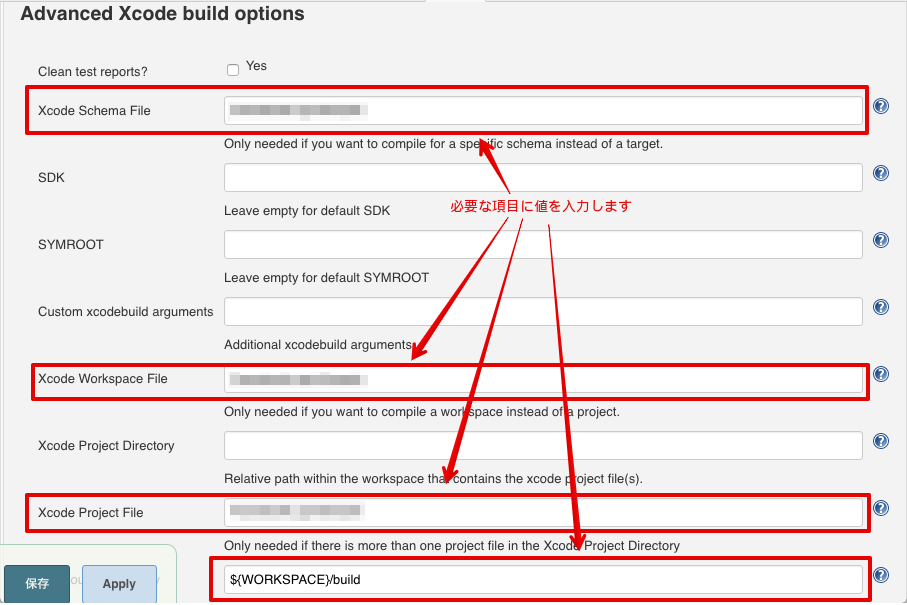 Advanced Xcode build options
Clean test reports?
Yes
Xcode Schema File
Only needed if you want to compile for a specific schema instead of a target.
SDK
必要な項目に値を入力します
Leave empty for default SDK
SYMROOT
Leave empty for default SYMROOT
Custom xcodebuild arguments
Additional xcodebuild arguments
Xcode Workspace File
Only needed if you want to compile a workspace instead of a project.
Xcode Project Directory
Relative path within the workspace that contains the xcode project file(s).
Xcode Project File
Only needed if there is more than one project file in the Xcode Project Directory
${WORKSPACE}/build
保存
Apply